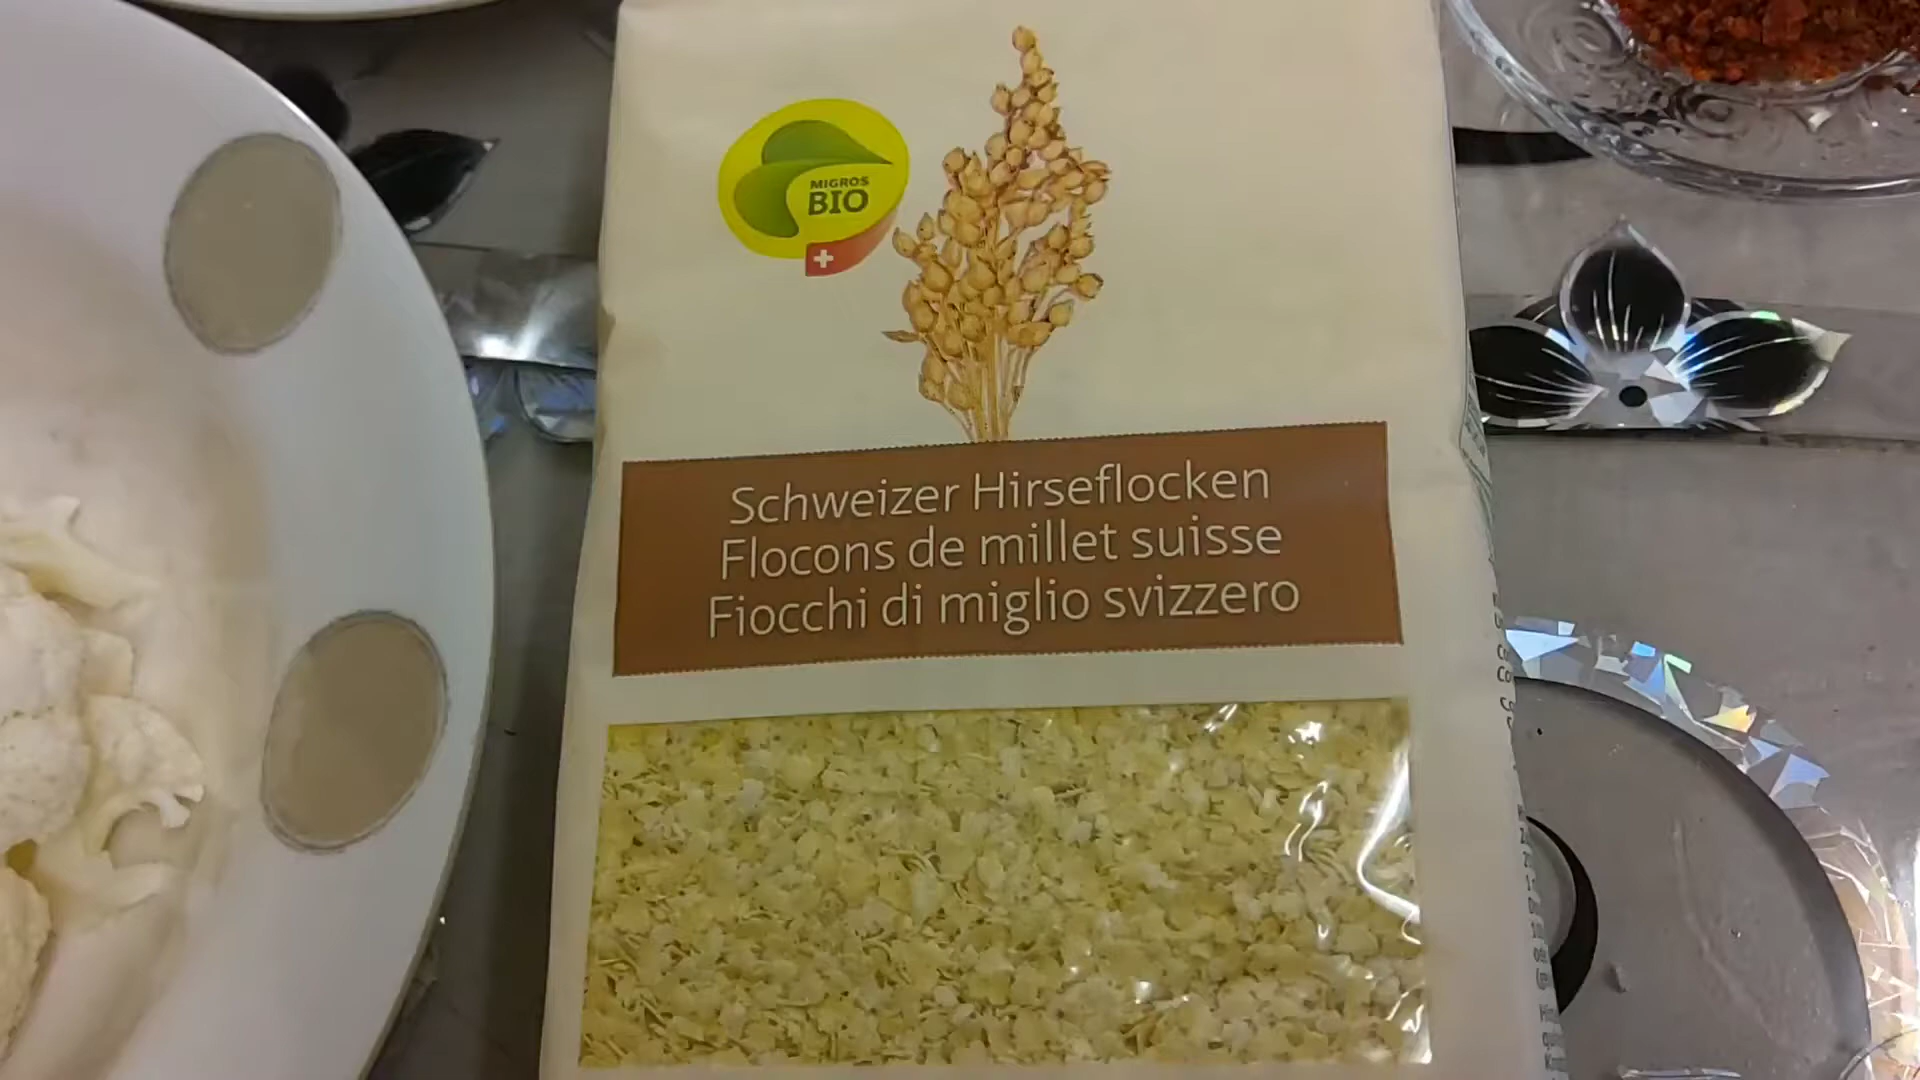 MIGROS
BIO
Schweizer Hirseflocken
Flocons de millet suisse
Fiocchi di miglio svizzero